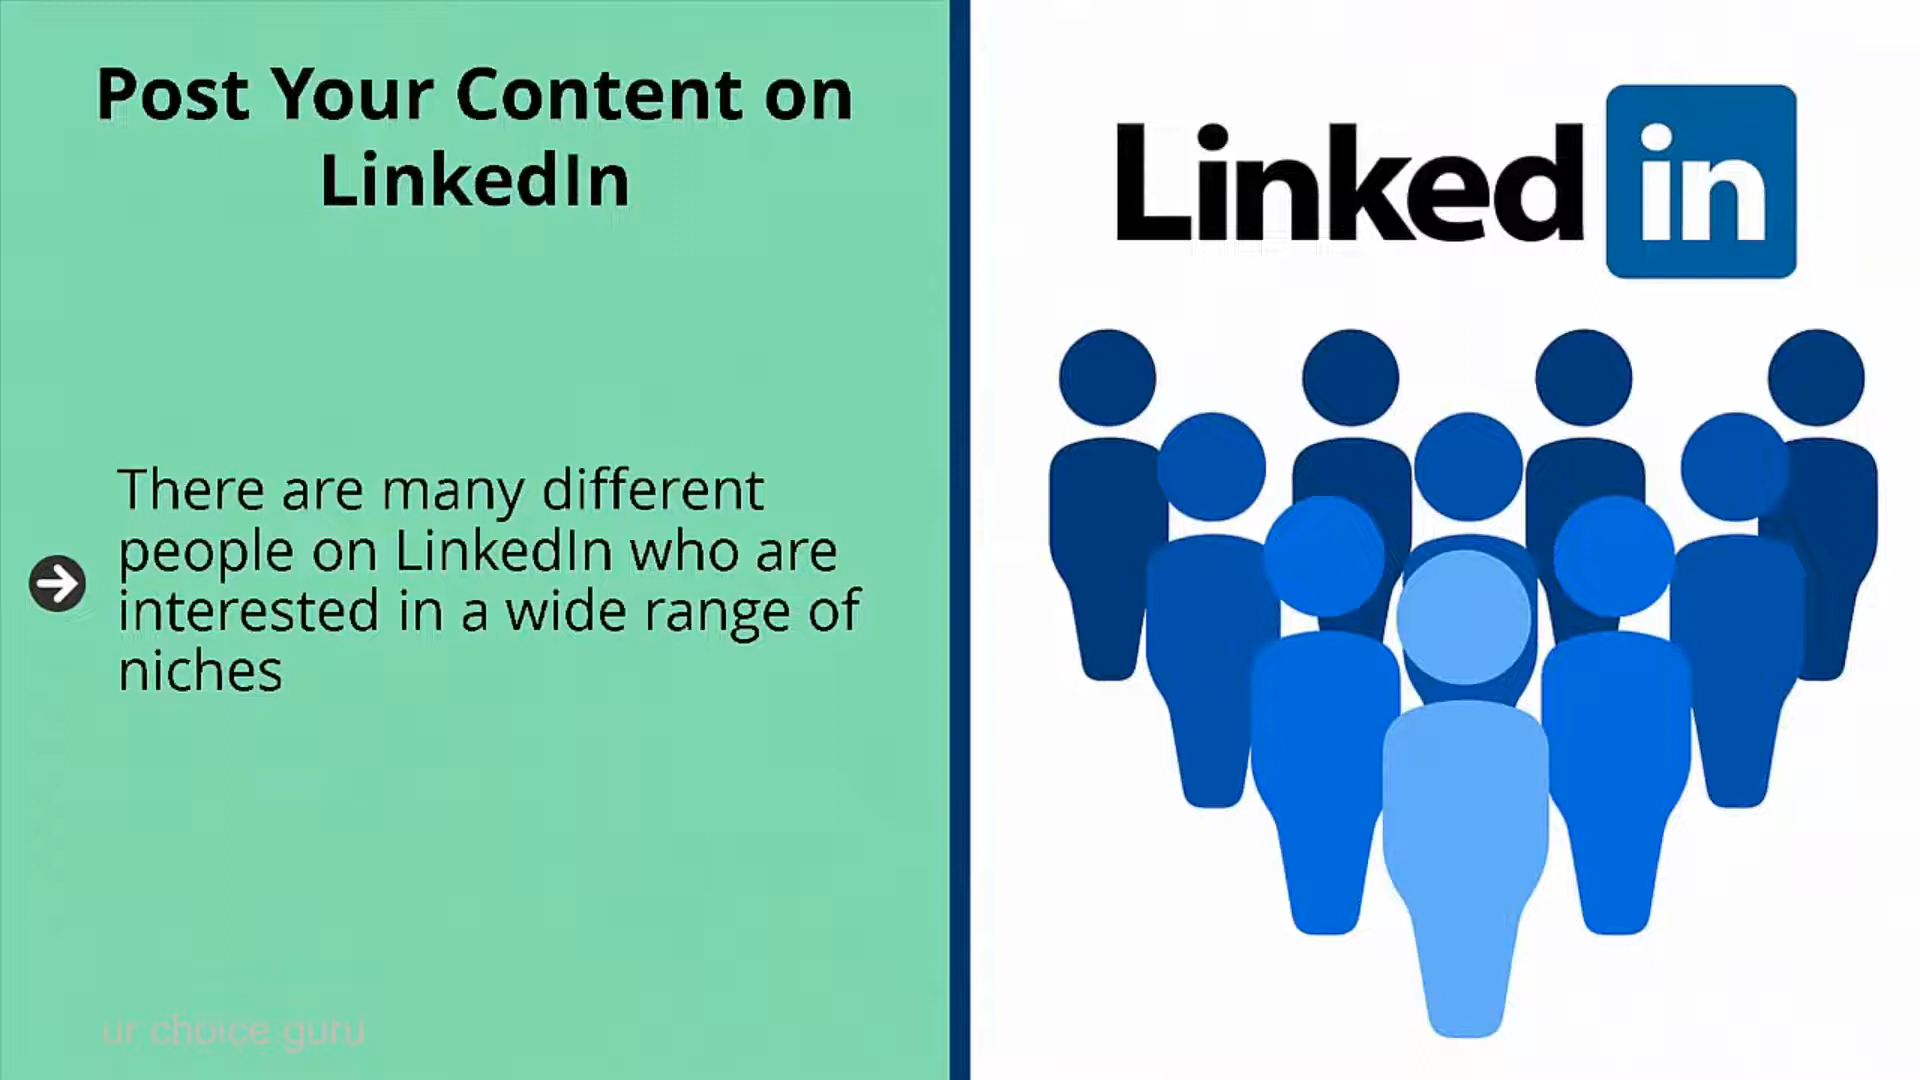 Post Your Content on
LinkedIn
There are many different
people on LinkedIn who are
interested in a wide range of
niches
ur choice guru
Linked in